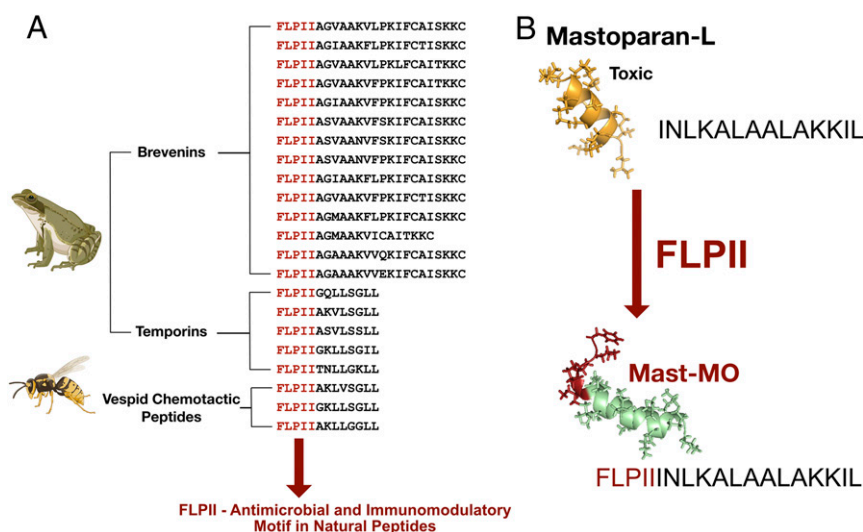 A
FLPIIAGVAAKVLPKIFCAISKKC
FLPIIAGIAAKFLPKIFCTISKKC
FLPIIAGVAAKVLPKLFCAITKKC
FLPIIAGVAAKVFPKIFCAITKKC
FLPIIAGIAAKVFPKIFCAISKKC
FLPIIASVAAKVFSKIFCAISKKC
FLPIIASVAANVFSKIFCAISKKC
FLPIIASVAANVFPKIFCAISKKC
FLPIIAGIAAKFLPKIFCAISKKC
FLPIIAGVAAKVFPKIFCTISKKC
FLPIIAGMAAKFLPKIFCAISKKC
FLPIIAGMAAKVICAITKKC
FLPIIAGAAAKVVQKIFCAISKKC
FLPIIAGAAAKVVEKIFCAISKKC
Brevenins
FLPIIGQLLSGLL
FLPIIAKVLSGLL
FLPIIASVLSSLL
FLPIIGKLLSGIL
FLPIITNLLGKLL
Temporins
FLPIIAKLVSGLL
FLPIIGKLLSGLL
FLPIIAKLLGGLL
Vespid Chemotactic
Peptides
FLPII - Antimicrobial and Immunomodulatory
Motif in Natural Peptides
B
Mastoparan-L
Toxic
INLKALAALAKKIL
FLPII
Mast-MO
FLPIIINLKALAALAKKIL